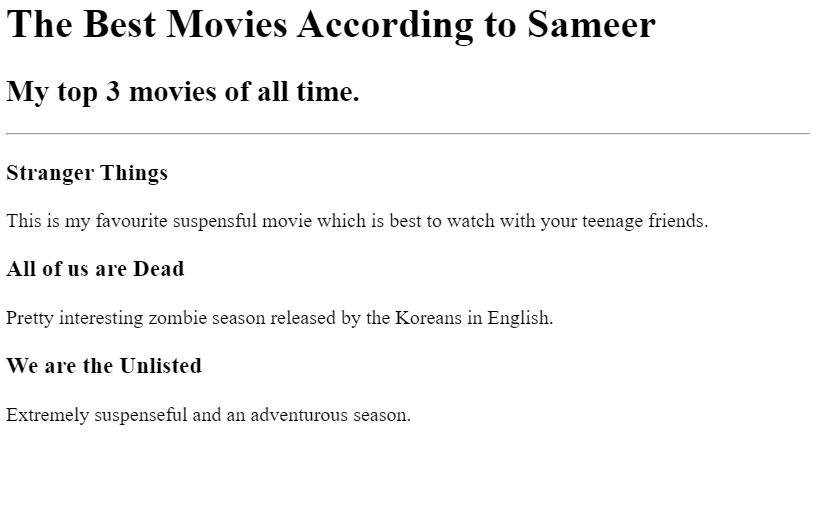 The Best Movies According to Sameer
My top 3 movies of all time.
Stranger Things
This is my favourite suspensful movie which is best to watch with your teenage friends.
All of us are Dead
Pretty interesting zombie season released by the Koreans in English.
We are the Unlisted
Extremely suspenseful and an adventurous season.